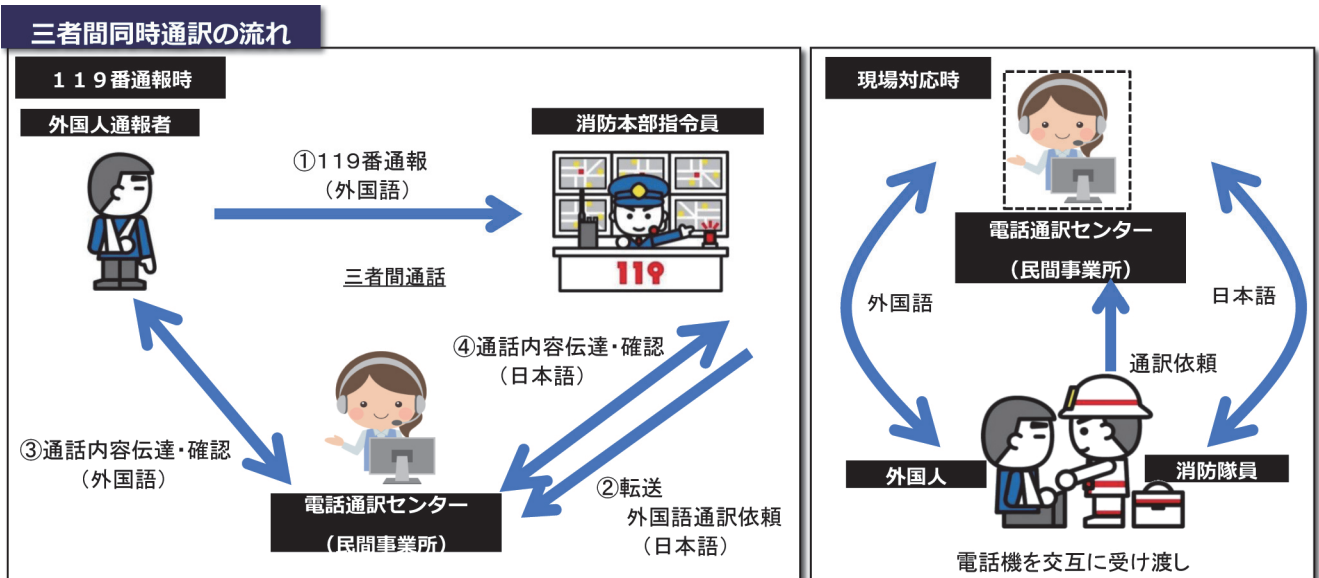 三者間同時通訳の流れ
119番通報時
外国人通報者
消防本部指令員
①119番通報
（外国語）
119
三者間通話
④通話内容伝達・確認
（日本語）
③通話内容伝達・確認
（外国語）
②転送
外国語通訳依頼
（日本語）
電話通訳センター
（民間事業所）
現場対応時
電話通訳センター
（民間事業所）
外国語
日本語
通訳依頼
外国人
消防隊員
電話機を交互に受け渡し